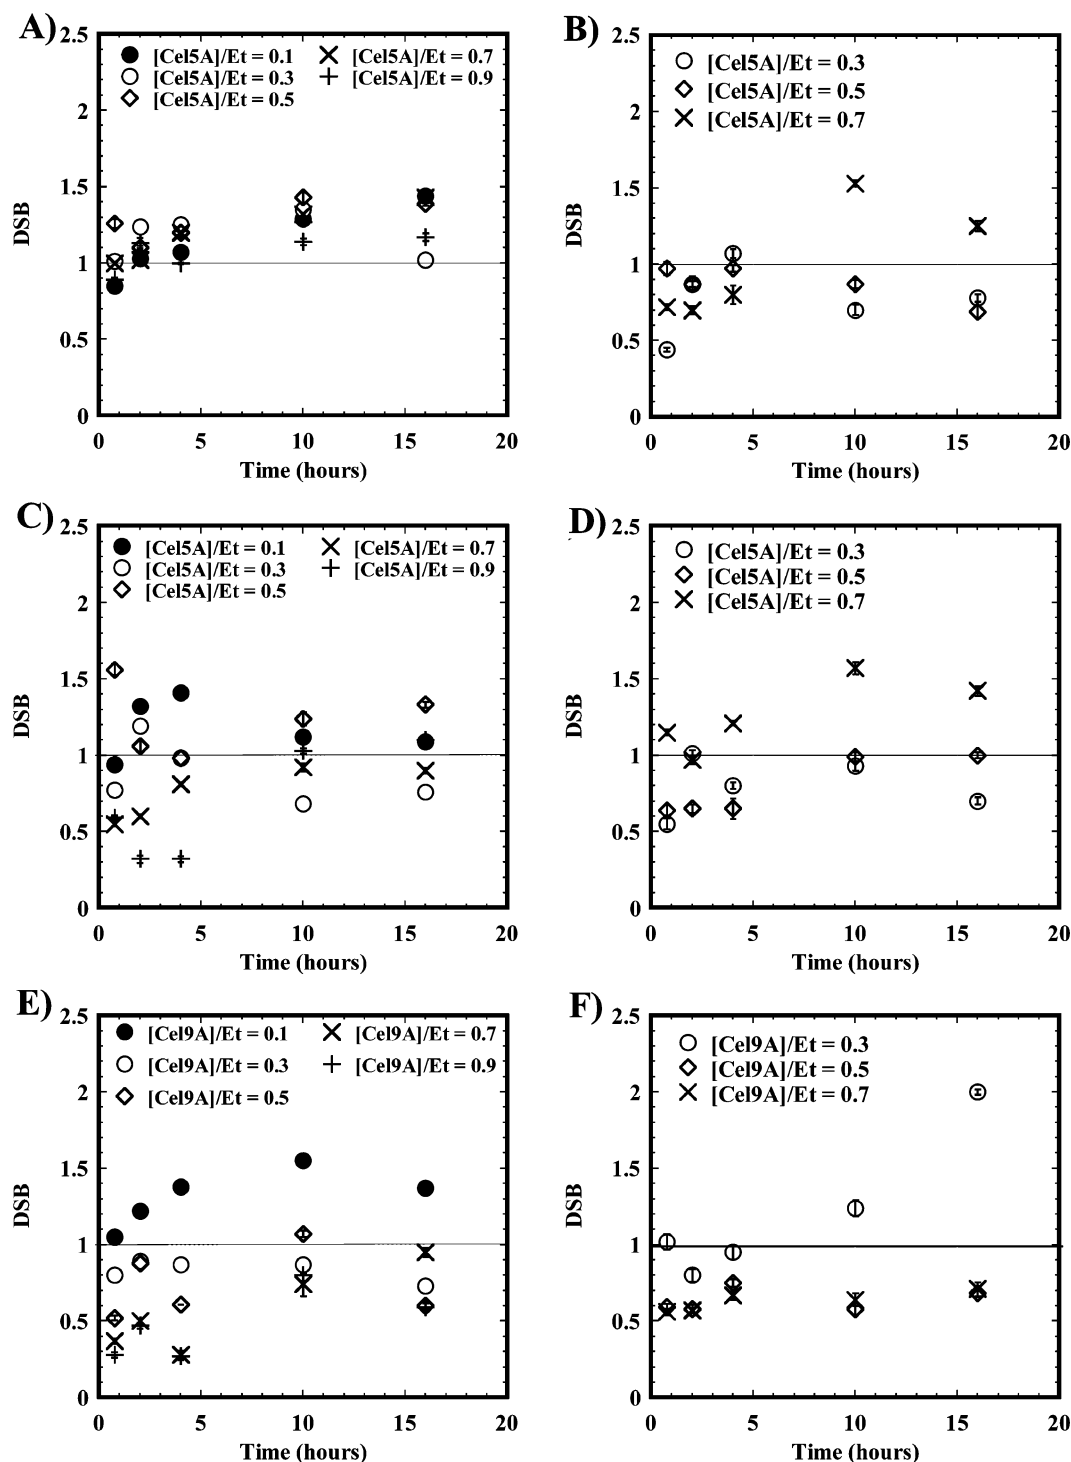 A)
2.5
2
1.5
1
0.5
0
DSB
[Cel5A]/Et = 0.1
[Cel5A]/Et = 0.3
[Cel5A]/Et = 0.5
[Cel5A]/Et = 0.7
[Cel5A]/Et = 0.9
0 5 10 15 20
Time (hours)
B)
2.5
2
1.5
1
0.5
0
DSB
[Cel5A]/Et = 0.3
[Cel5A]/Et = 0.5
[Cel5A]/Et = 0.7
0 5 10 15 20
Time (hours)
C)
2.5
2
1.5
1
0.5
0
DSB
[Cel5A]/Et = 0.1
[Cel5A]/Et = 0.3
[Cel5A]/Et = 0.5
[Cel5A]/Et = 0.7
[Cel5A]/Et = 0.9
0 5 10 15 20
Time (hours)
D)
2.5
2
1.5
1
0.5
0
DSB
[Cel5A]/Et = 0.3
[Cel5A]/Et = 0.5
[Cel5A]/Et = 0.7
0 5 10 15 20
Time (hours)
E)
2.5
2
1.5
1
0.5
0
DSB
[Cel9A]/Et = 0.1
[Cel9A]/Et = 0.3
[Cel9A]/Et = 0.5
[Cel9A]/Et = 0.7
[Cel9A]/Et = 0.9
0 5 10 15 20
Time (hours)
F)
2.5
2
1.5
1
0.5
0
DSB
[Cel9A]/Et = 0.3
[Cel9A]/Et = 0.5
[Cel9A]/Et = 0.7
0 5 10 15 20
Time (hours)